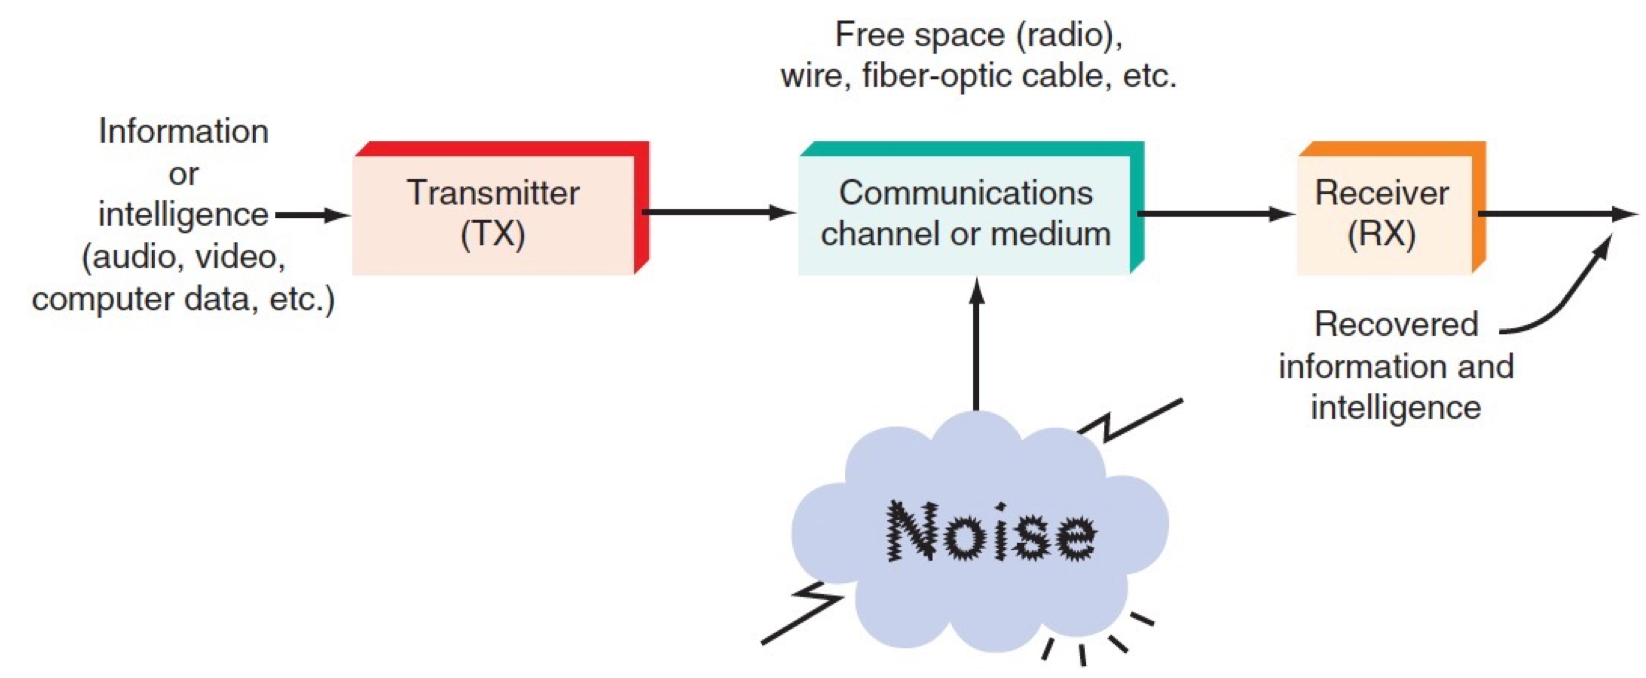 Free space (radio),
wire, fiber-optic cable, etc.
Information
or
intelligence
(audio, video,
computer data, etc.)
Transmitter
(TX)
Communications
channel or medium
Receiver
(RX)
Recovered
information and
intelligence
Noise